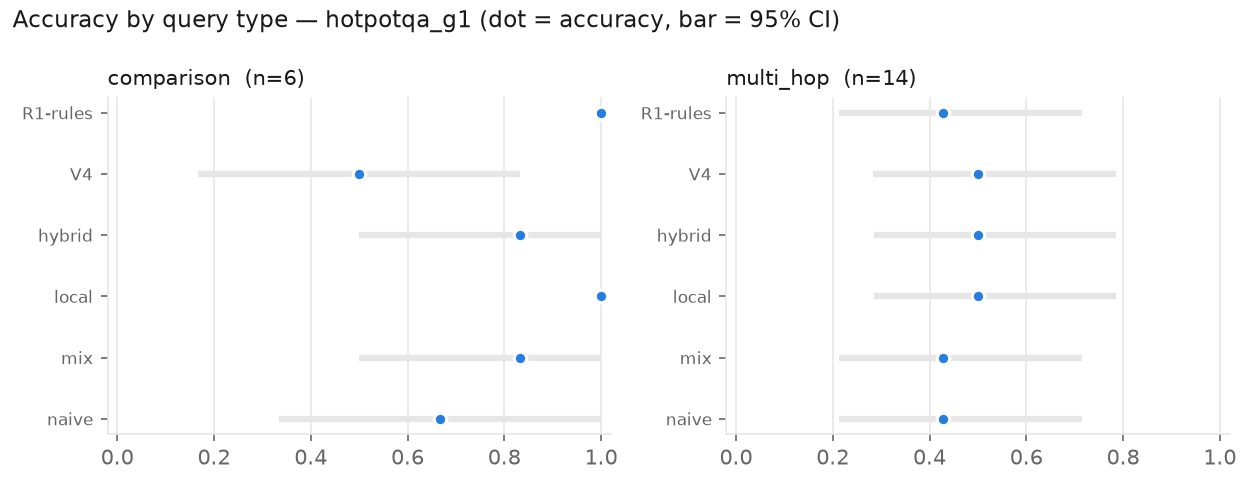 Accuracy by query type — hotpotqa_g1 (dot = accuracy, bar = 95% CI)
comparison (n=6)
R1-rules
V4
hybrid
local
mix
naive
0.0 0.2 0.4 0.6 0.8 1.0
multi_hop (n=14)
R1-rules
V4
hybrid
local
mix
naive
0.0 0.2 0.4 0.6 0.8 1.0